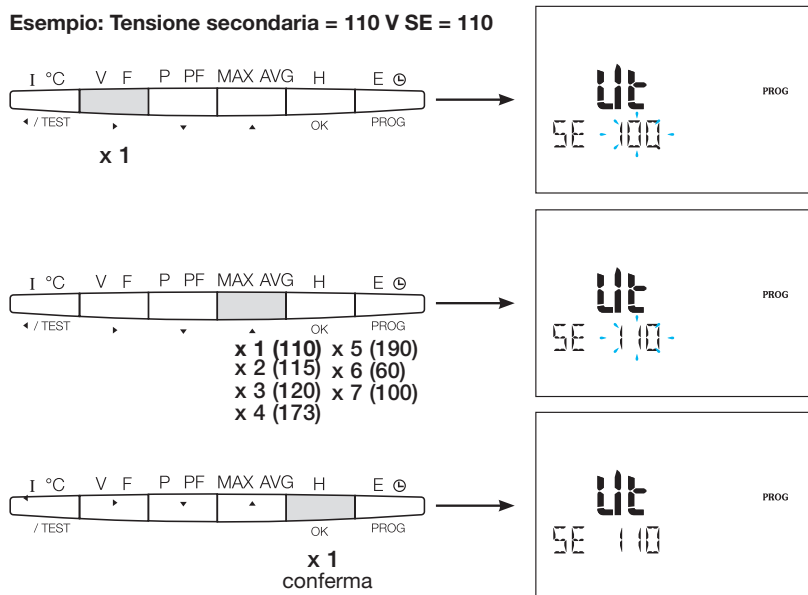 Esempio: Tensione secondaria = 110 V SE = 110
I °C V F P PF MAX AVG H E
/ TEST OK PROG
x 1
Ut
PROG
SE 100
I °C V F P PF MAX AVG H E
/ TEST OK PROG
x 1 (110) x 5 (190)
x 2 (115) x 6 (60)
x 3 (120) x 7 (100)
x 4 (173)
Ut
PROG
SE 110
I °C V F P PF MAX AVG H E
/ TEST OK PROG
x 1
conferma
Ut
PROG
SE 110